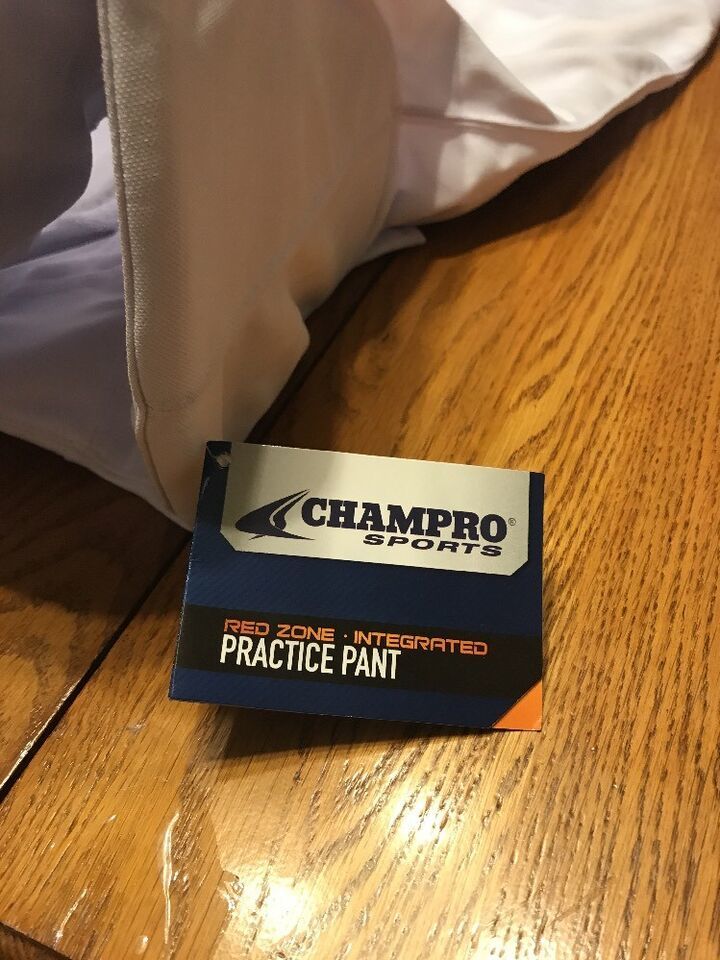 CHAMPRO®
SPORTS
RED ZONE · INTEGRATED
PRACTICE PANT